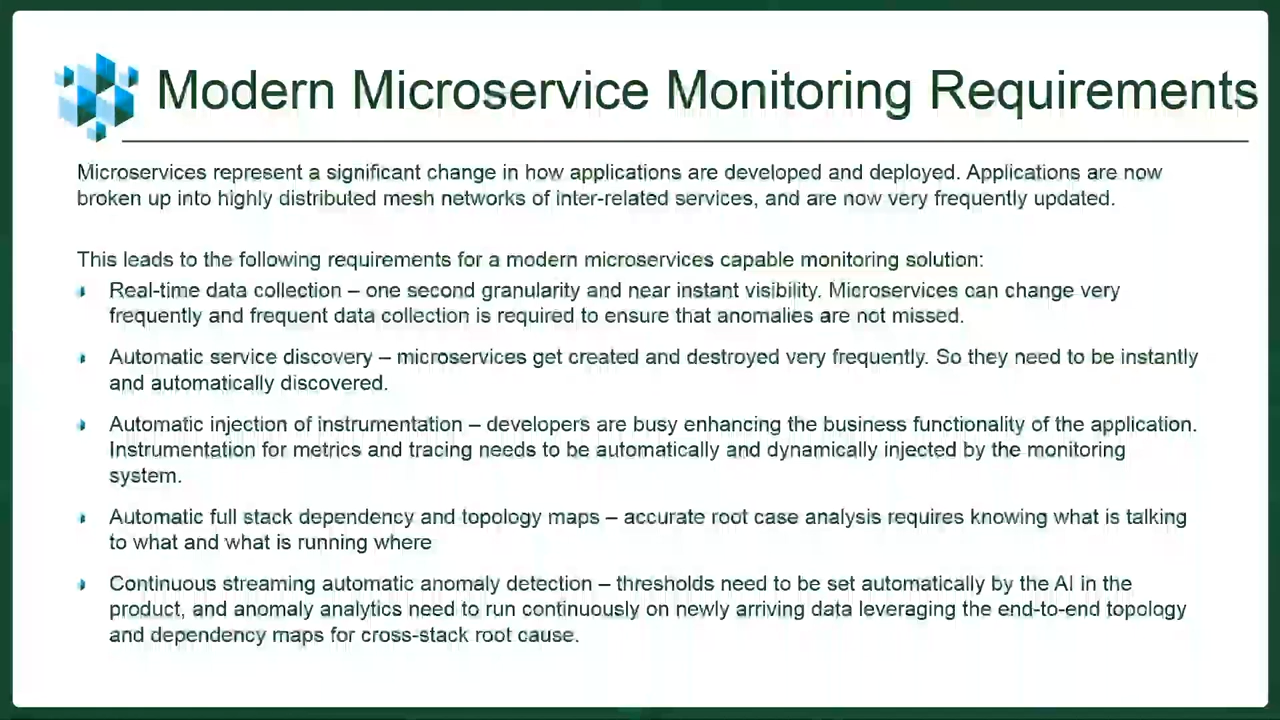 Modern Microservice Monitoring Requirements
Microservices represent a significant change in how applications are developed and deployed. Applications are now
broken up into highly distributed mesh networks of inter-related services, and are now very frequently updated.
This leads to the following requirements for a modern microservices capable monitoring solution:
Real-time data collection – one second granularity and near instant visibility. Microservices can change very
frequently and frequent data collection is required to ensure that anomalies are not missed.
Automatic service discovery – microservices get created and destroyed very frequently. So they need to be instantly
and automatically discovered.
Automatic injection of instrumentation – developers are busy enhancing the business functionality of the application.
Instrumentation for metrics and tracing needs to be automatically and dynamically injected by the monitoring
system.
Automatic full stack dependency and topology maps – accurate root case analysis requires knowing what is talking
to what and what is running where
Continuous streaming automatic anomaly detection – thresholds need to be set automatically by the AI in the
product, and anomaly analytics need to run continuously on newly arriving data leveraging the end-to-end topology
and dependency maps for cross-stack root cause.